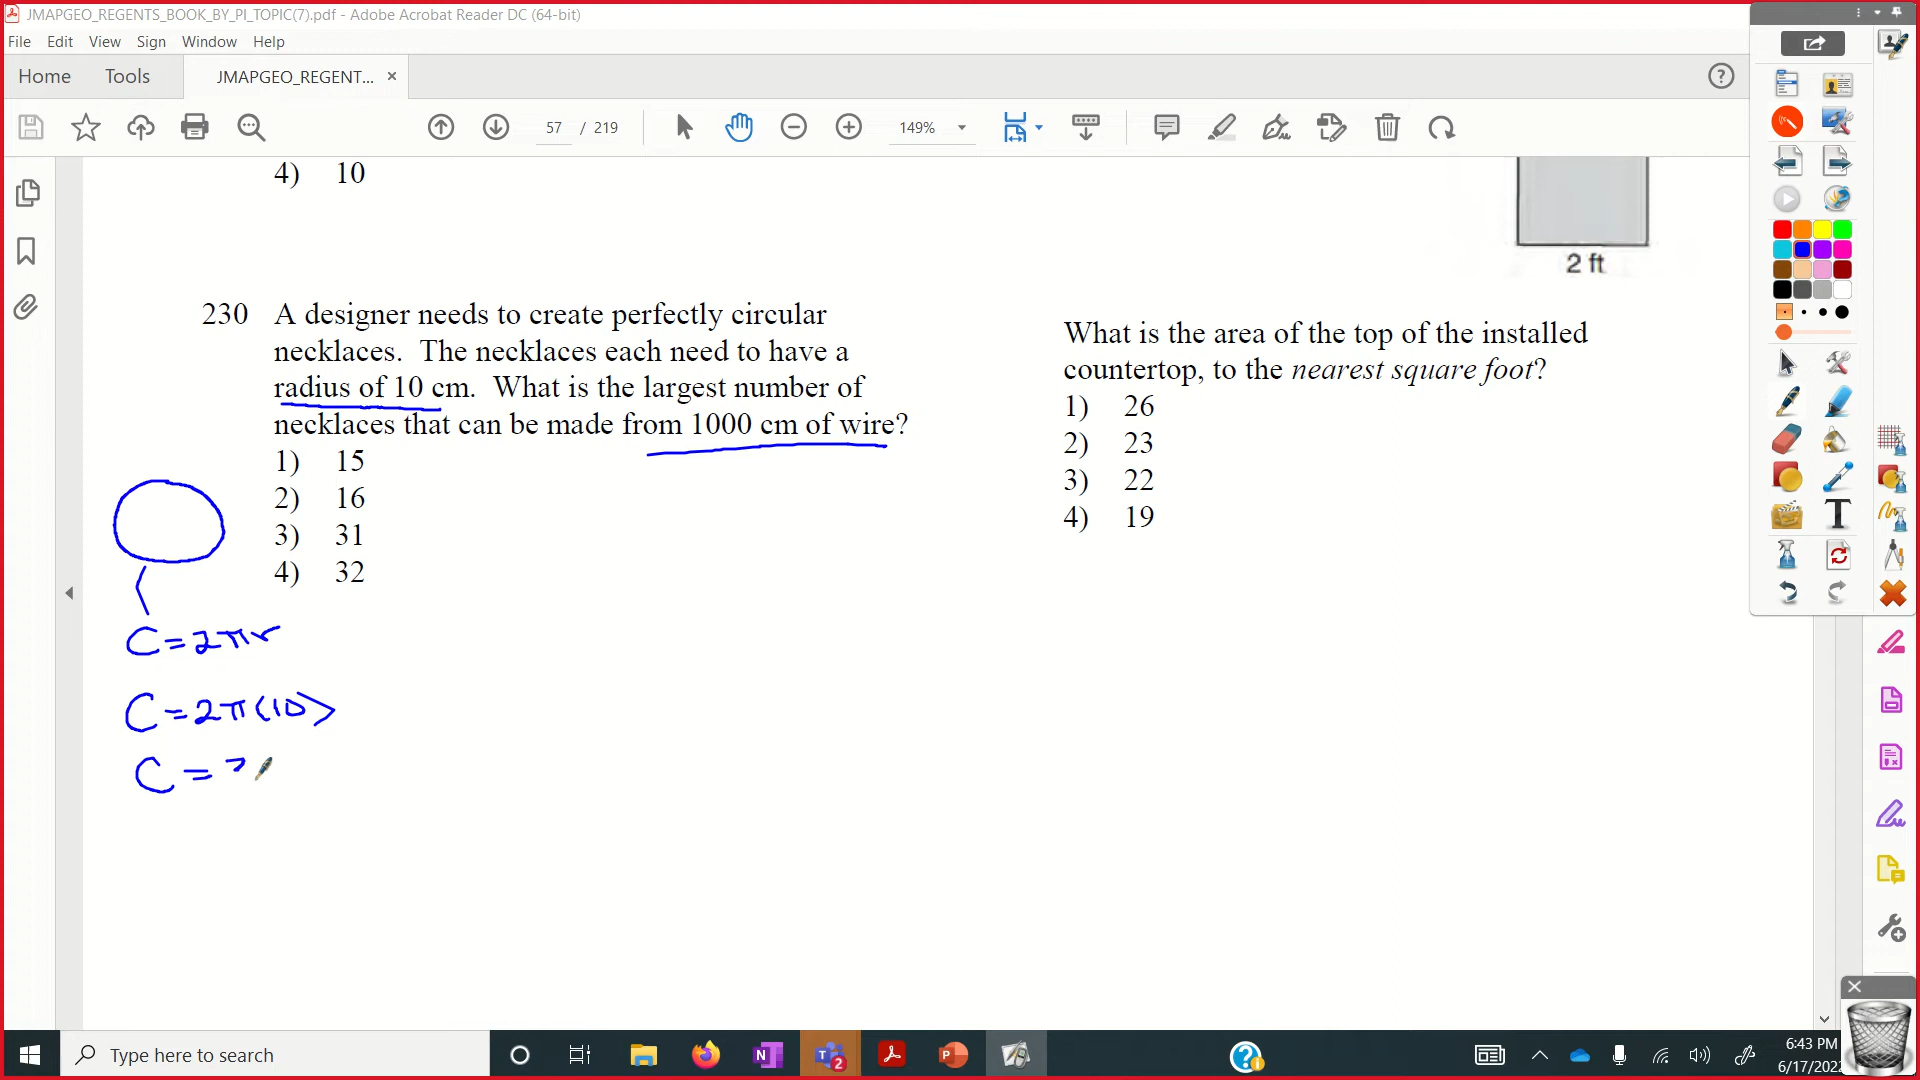 JMAPGEO_REGENTS_BOOK_BY_PI_TOPIC(7).pdf - Adobe Acrobat Reader DC (64-bit)
File Edit View Sign Window Help
Home Tools JMAPGEO_REGENT... ×
57 / 219 149%
4) 10
2 ft
230 A designer needs to create perfectly circular
necklaces. The necklaces each need to have a
radius of 10 cm. What is the largest number of
necklaces that can be made from 1000 cm of wire?
1) 15
2) 16
3) 31
4) 32
C = 2πr
C = 2π(10)
C =
What is the area of the top of the installed
countertop, to the nearest square foot?
1) 26
2) 23
3) 22
4) 19
T
Type here to search
N
T 2
P
6:43 PM
6/17/202